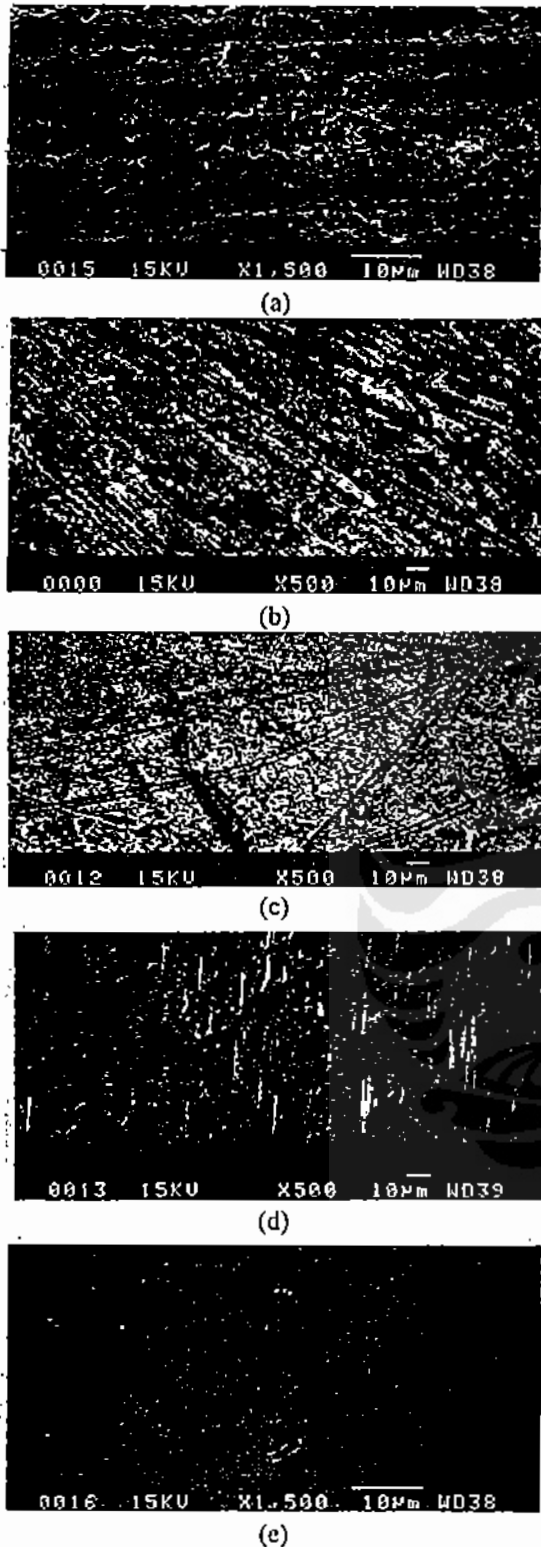 0015 15KV X1,500 10µm WD38
(a)
0000 15KV X500 10µm WD38
(b)
0012 15KV X500 10µm WD38
(c)
0013 15KV X500 10µm WD39
(d)
0016 15KV X1,500 10µm WD38
(e)